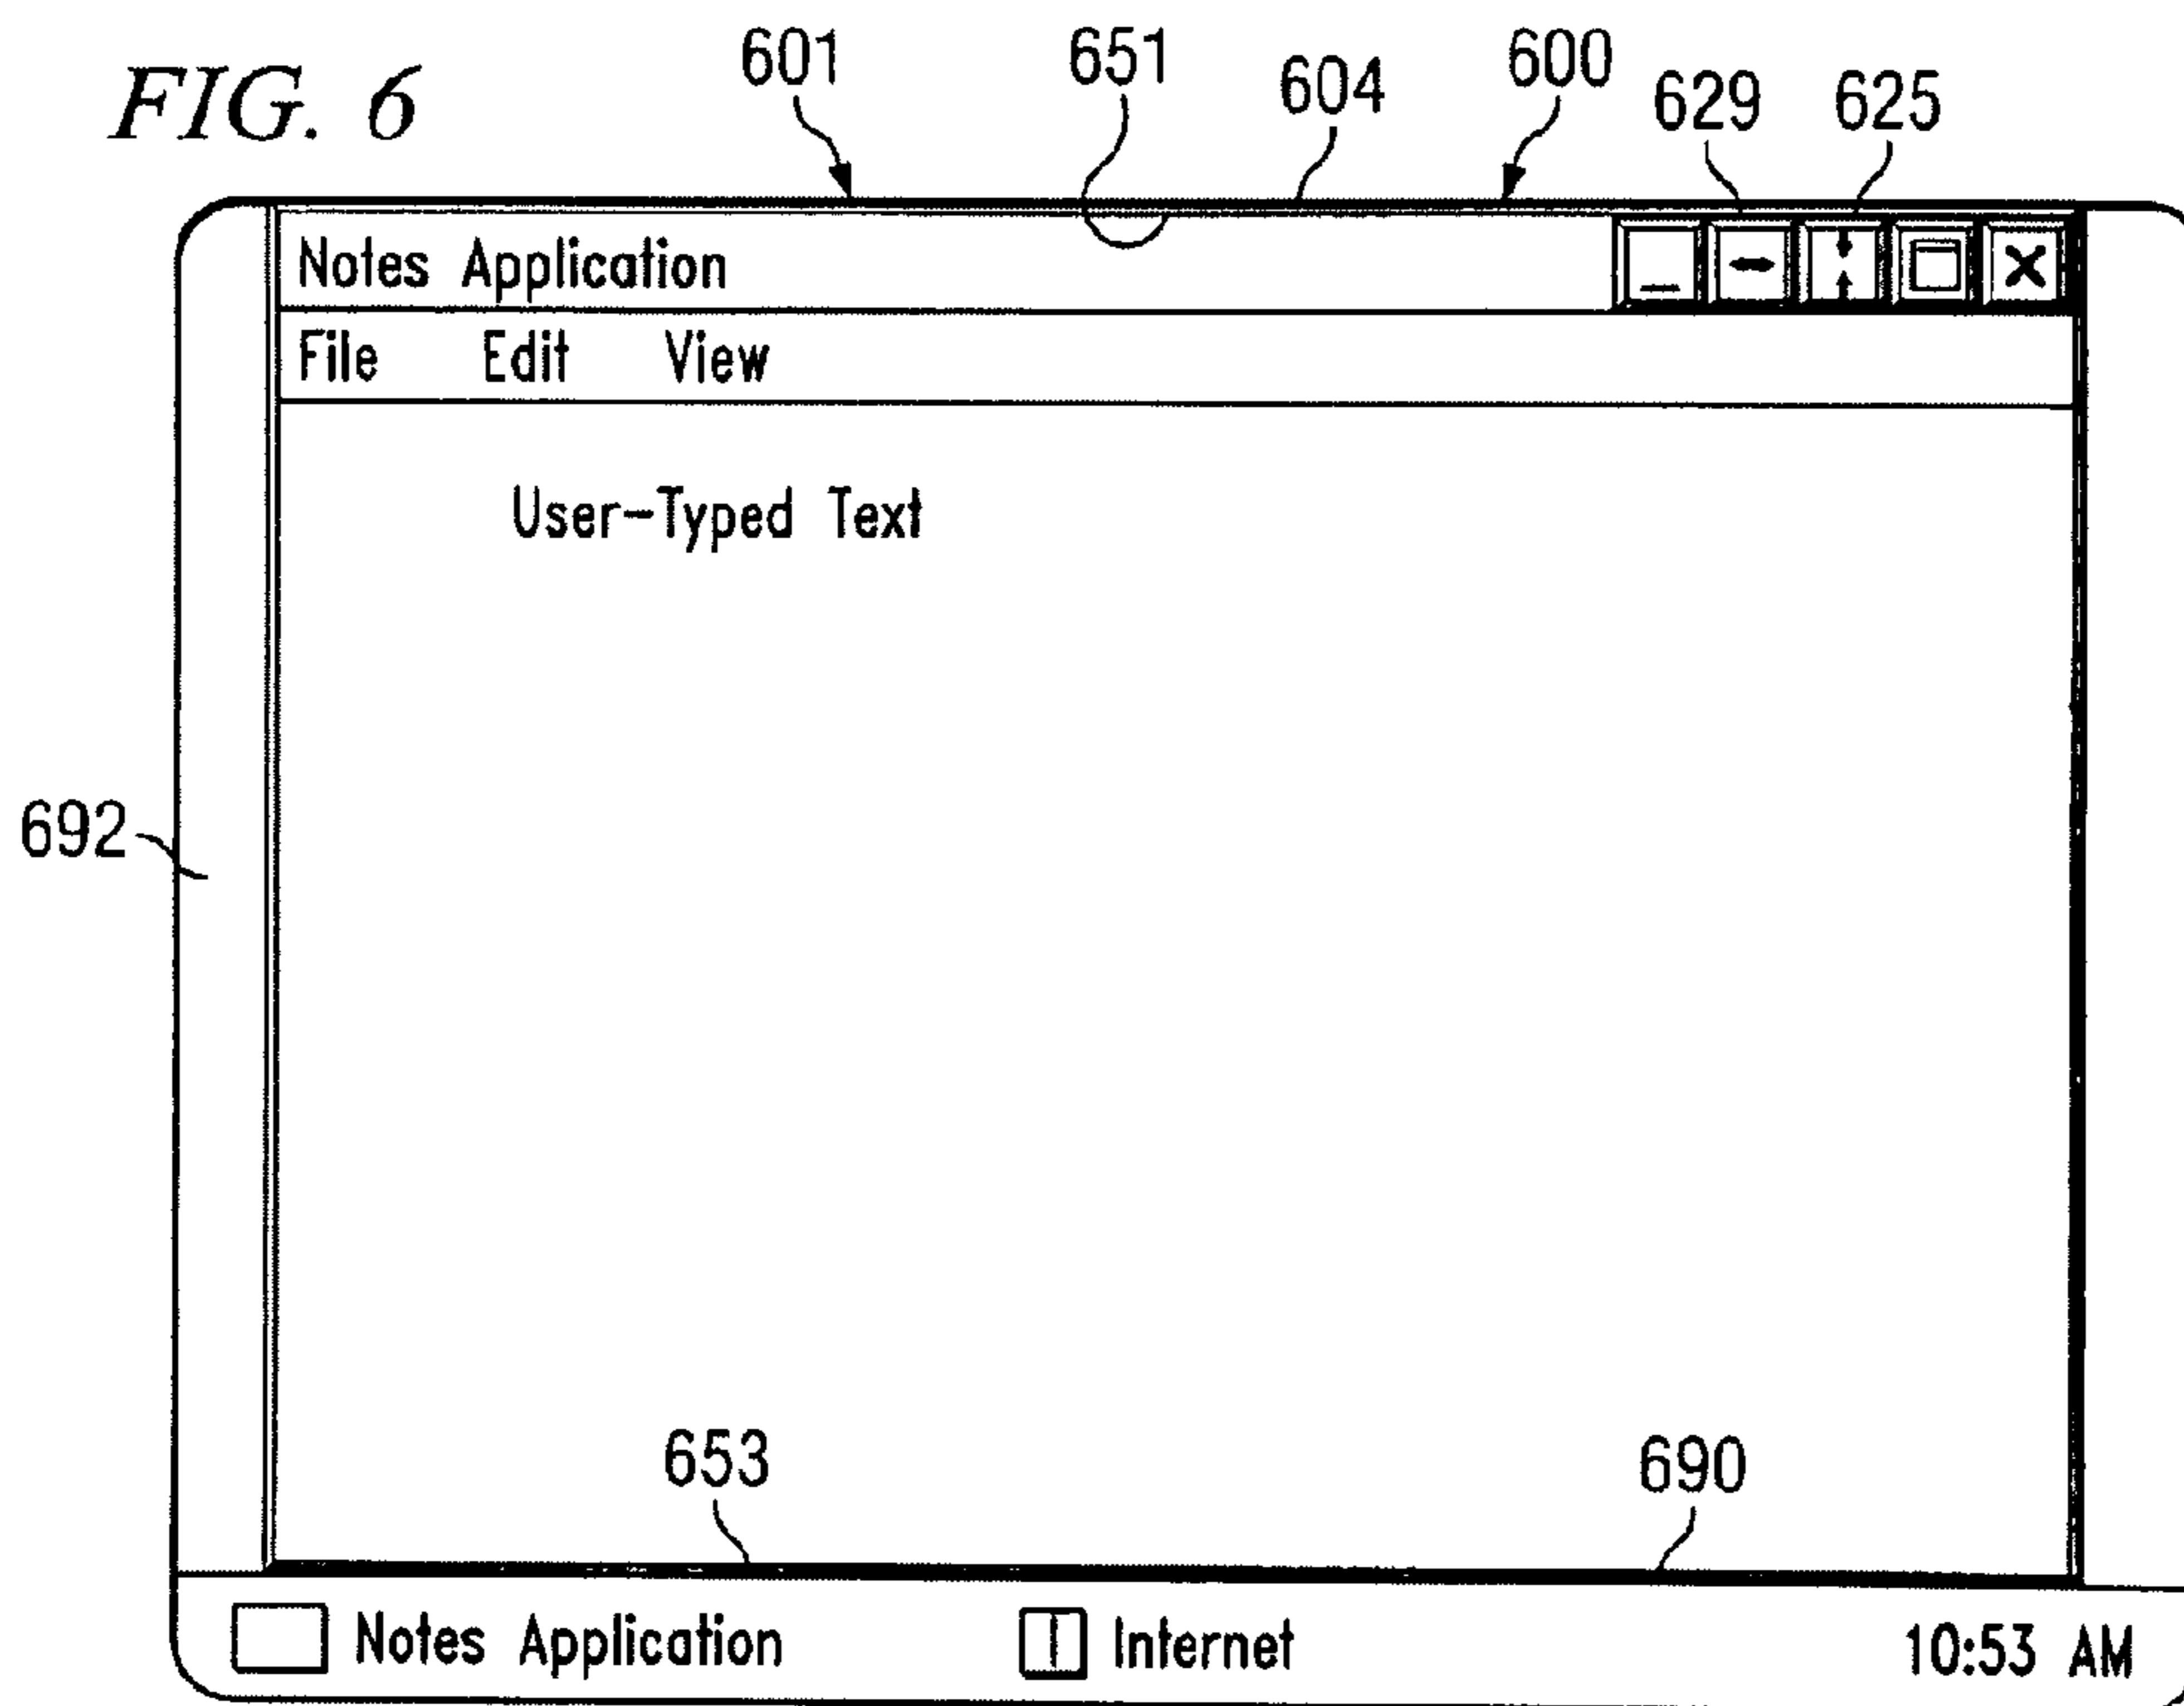 FIG. 6
601 651 604 600 629 625
Notes Application
File Edit View
User-Typed Text
692
653 690
Notes Application Internet 10:53 AM